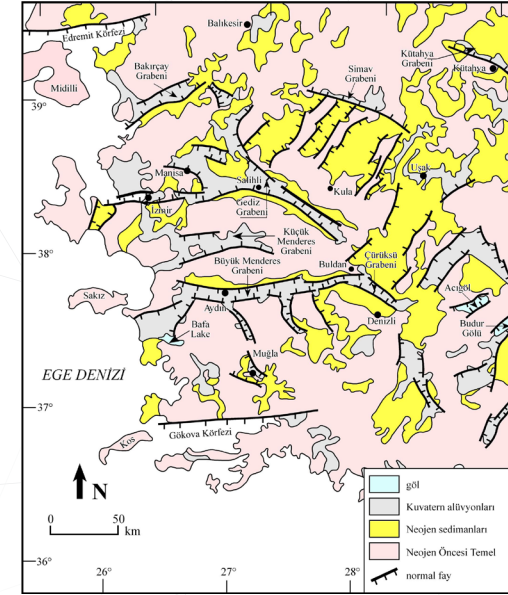 Balıkesir
Edremit Körfezi
Kütahya
Grabeni
Kütahya
Bakırçay
Grabeni
Simav
Grabeni
Midilli
39°
Manisa
Salihli
Uşak
Kula
İzmir
Gediz
Grabeni
Küçük
Menderes
Grabeni
38°
Büyük Menderes
Grabeni
Buldan
Çürüksü
Grabeni
Sakız
Acıgöl
Aydın
Denizli
Budur
Gölü
Bafa
Lake
Muğla
EGE DENİZİ
37°
Gökova Körfezi
Kos
N
0
50
km
göl
Kuvatern alüvyonları
Neojen sedimanları
Neojen Öncesi Temel
normal fay
36°
26°
27°
28°